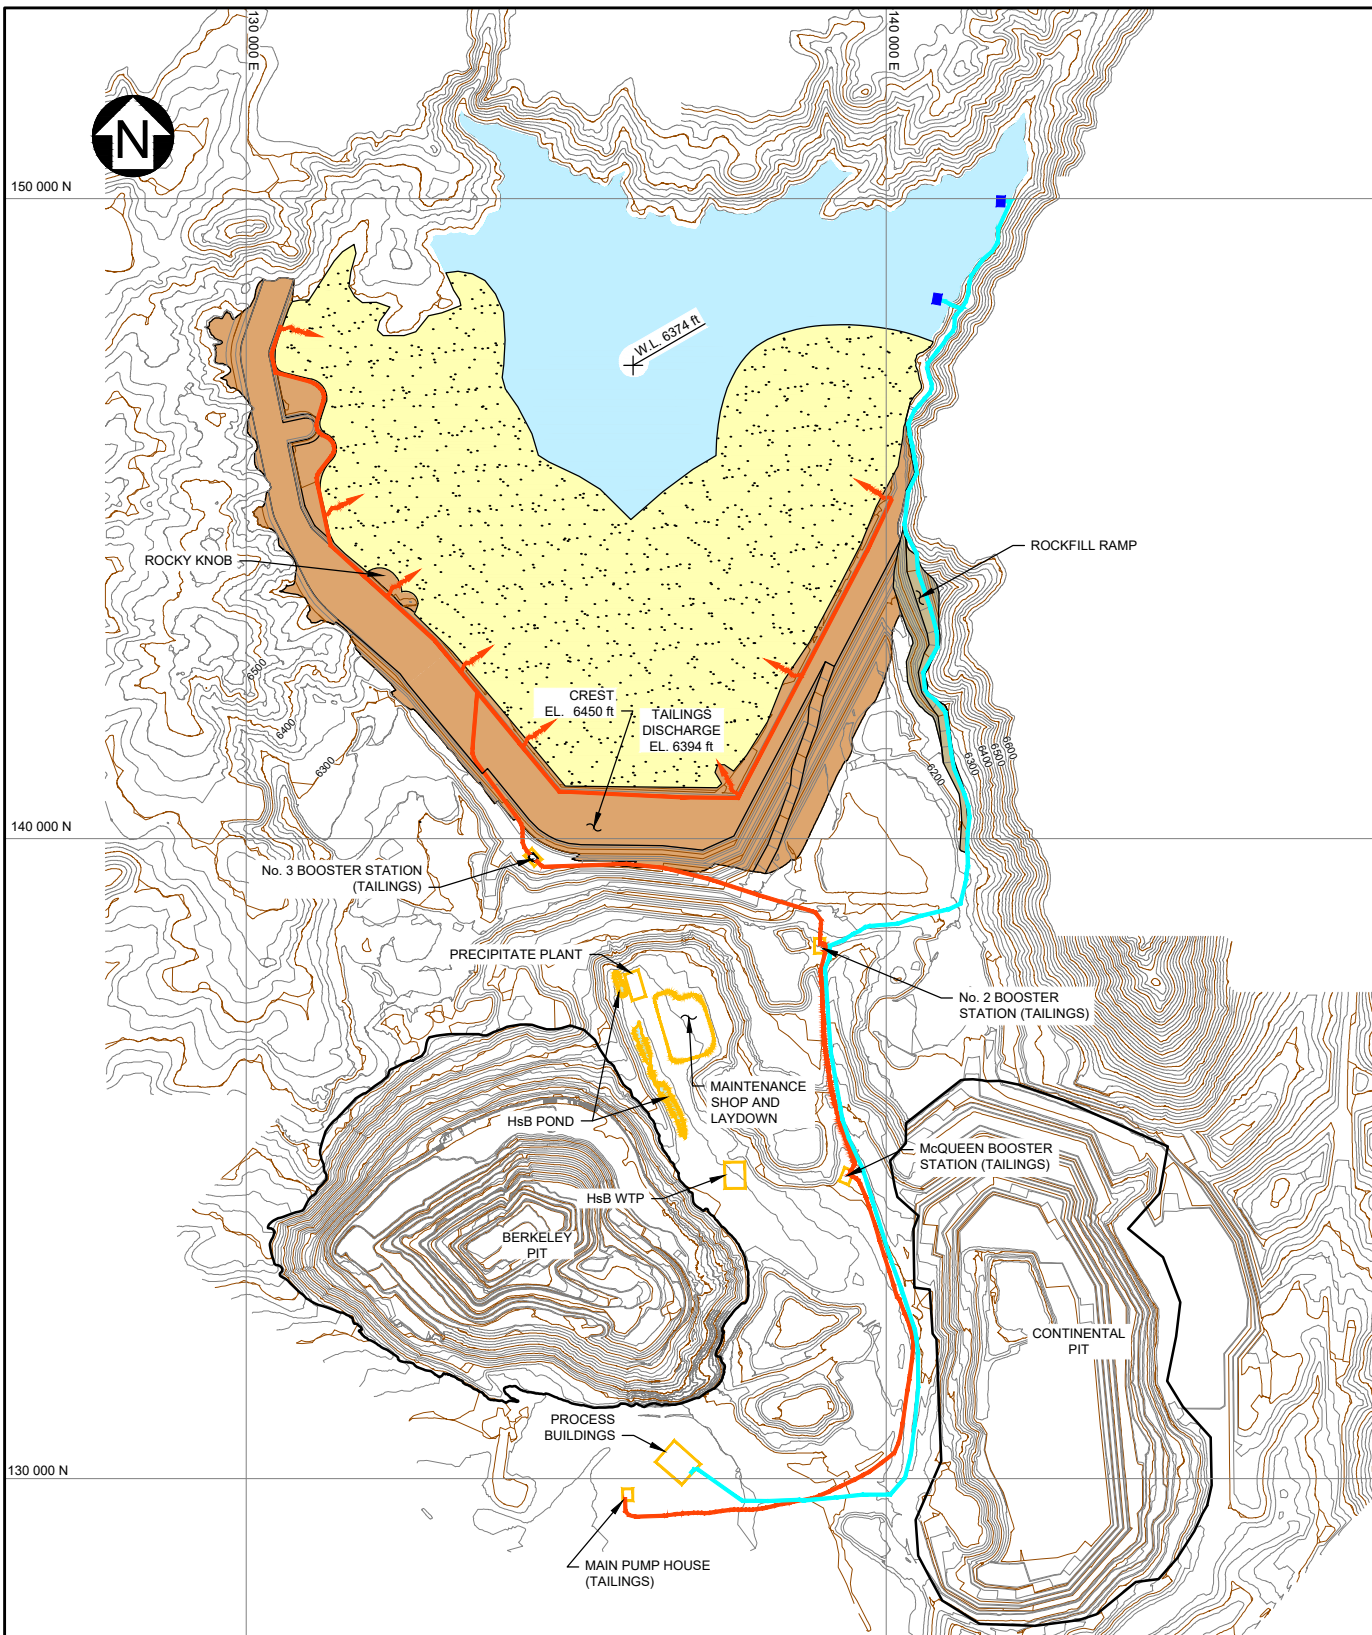 130 000 E
140 000 E
N
150 000 N
W.L. 6374 ft
ROCKY KNOB
ROCKFILL RAMP
6500
6400
6300
CREST
EL. 6450 ft
TAILINGS
DISCHARGE
EL. 6394 ft
6200
6300
6400
6500
6600
140 000 N
No. 3 BOOSTER STATION
(TAILINGS)
PRECIPITATE PLANT
No. 2 BOOSTER
STATION (TAILINGS)
MAINTENANCE
SHOP AND
LAYDOWN
HsB POND
McQUEEN BOOSTER
STATION (TAILINGS)
HsB WTP
BERKELEY
PIT
CONTINENTAL
PIT
PROCESS
BUILDINGS
130 000 N
MAIN PUMP HOUSE
(TAILINGS)